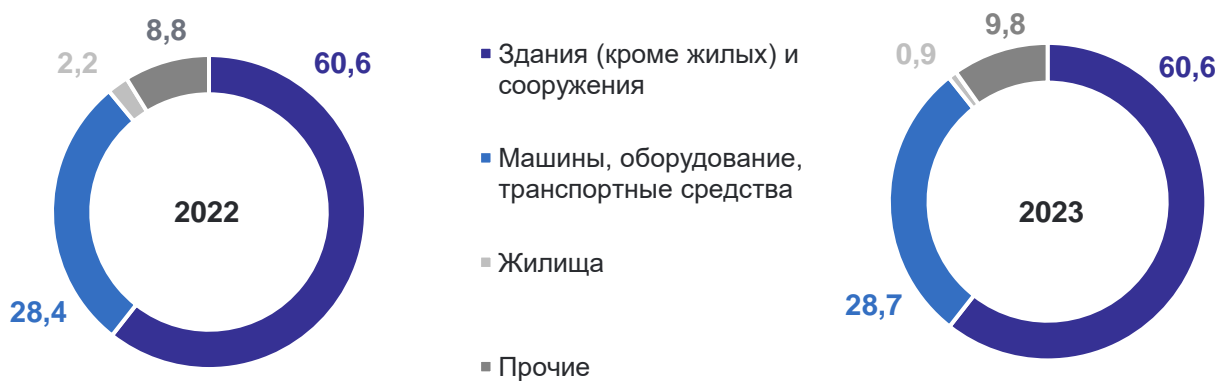 8,8
2,2
60,6
2022
28,4
Здания (кроме жилых) и
сооружения
Машины, оборудование,
транспортные средства
Жилища
Прочие
9,8
0,9
60,6
2023
28,7